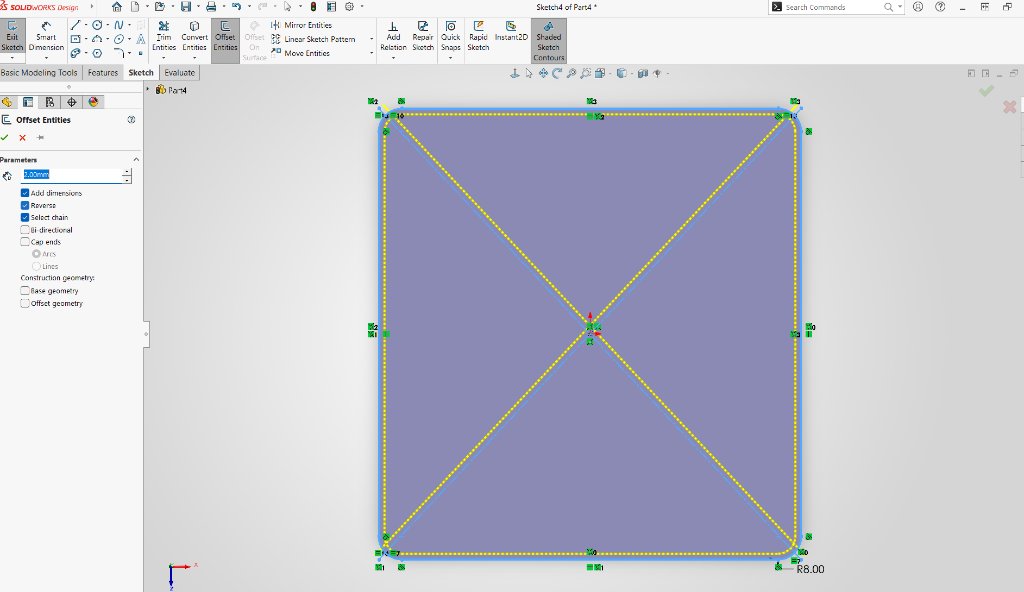 SOLIDWORKS Design
Sketch4 of Part4 *
Search Commands
Exit Sketch
Smart Dimension
Trim Entities
Convert Entities
Offset Entities
Offset On Surface
Mirror Entities
Linear Sketch Pattern
Move Entities
Add Relation
Repair Sketch
Quick Snaps
Rapid Sketch
Instant2D
Shaded Sketch Contours
Basic Modeling Tools
Features
Sketch
Evaluate
Part4
Offset Entities
Parameters
2.00mm
Add dimensions
Reverse
Select chain
Bi-directional
Cap ends
Arcs
Lines
Construction geometry:
Base geometry
Offset geometry
R8.00